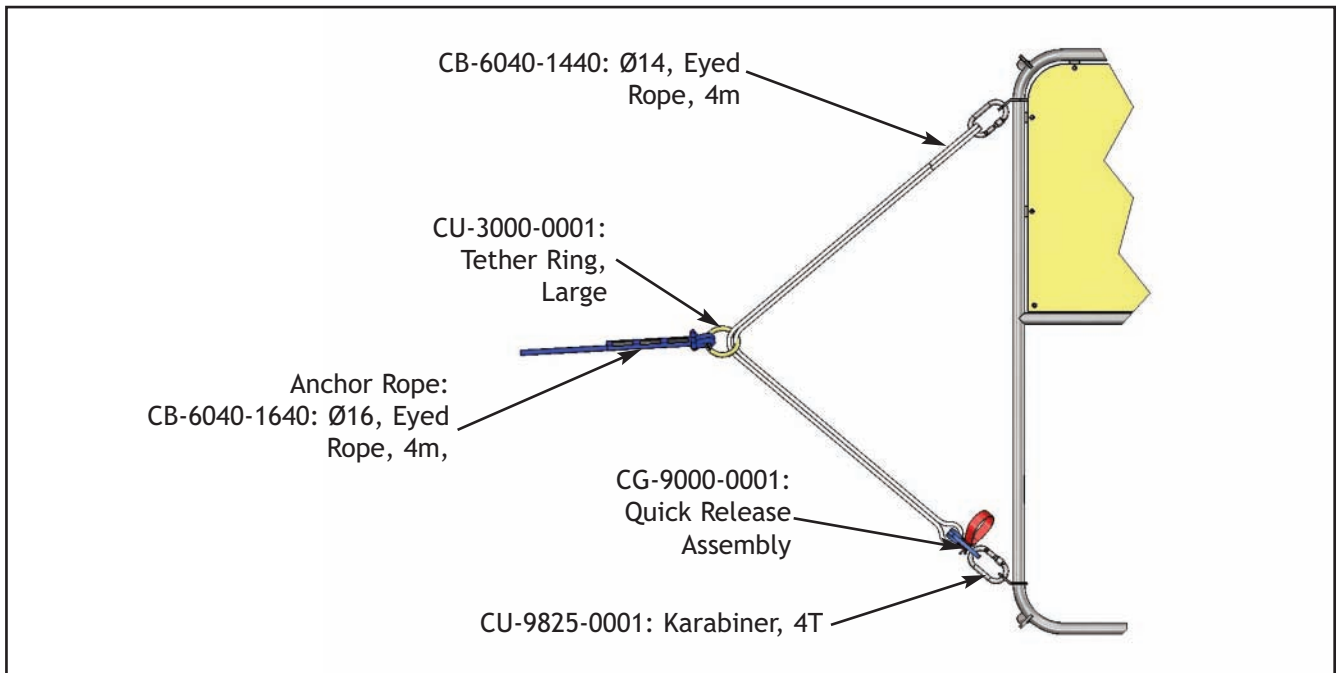 CB-6040-1440: Ø14, Eyed
Rope, 4m
CU-3000-0001:
Tether Ring,
Large
Anchor Rope:
CB-6040-1640: Ø16, Eyed
Rope, 4m,
CG-9000-0001:
Quick Release
Assembly
CU-9825-0001: Karabiner, 4T